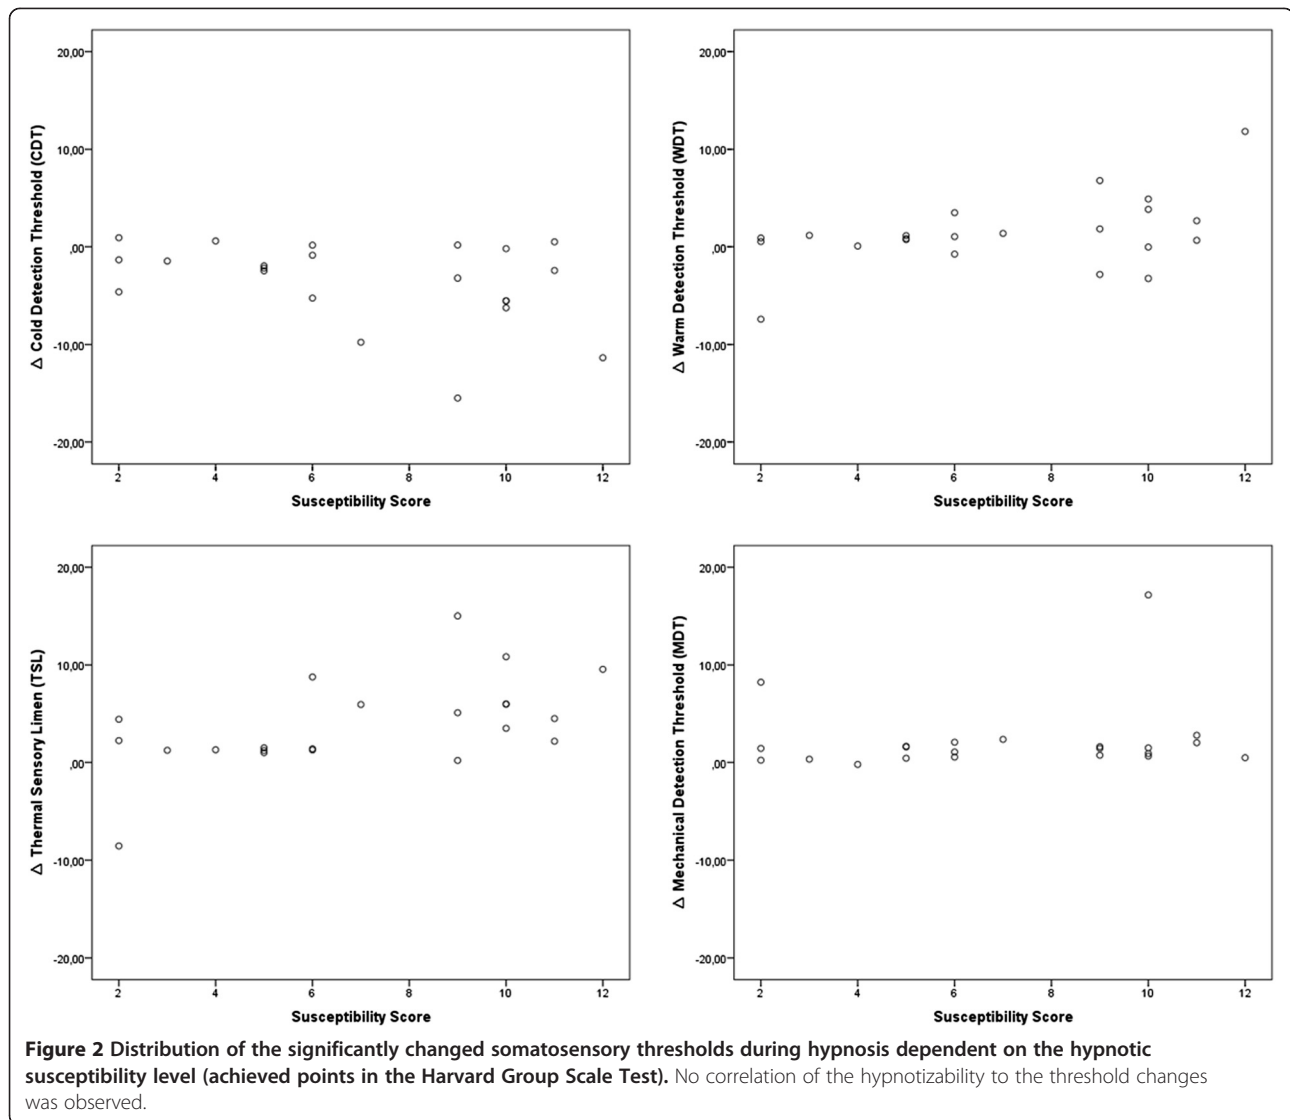 20,00
10,00
,00
-10,00
-20,00
Δ Cold Detection Threshold (CDT)
2 4 6 8 10 12
Susceptibility Score
20,00
10,00
,00
-10,00
-20,00
Δ Warm Detection Threshold (WDT)
2 4 6 8 10 12
Susceptibility Score
20,00
10,00
,00
-10,00
-20,00
Δ Thermal Sensory Limen (TSL)
2 4 6 8 10 12
Susceptibility Score
20,00
10,00
,00
-10,00
-20,00
Δ Mechanical Detection Threshold (MDT)
2 4 6 8 10 12
Susceptibility Score
Figure 2 Distribution of the significantly changed somatosensory thresholds during hypnosis dependent on the hypnotic
susceptibility level (achieved points in the Harvard Group Scale Test). No correlation of the hypnotizability to the threshold changes
was observed.